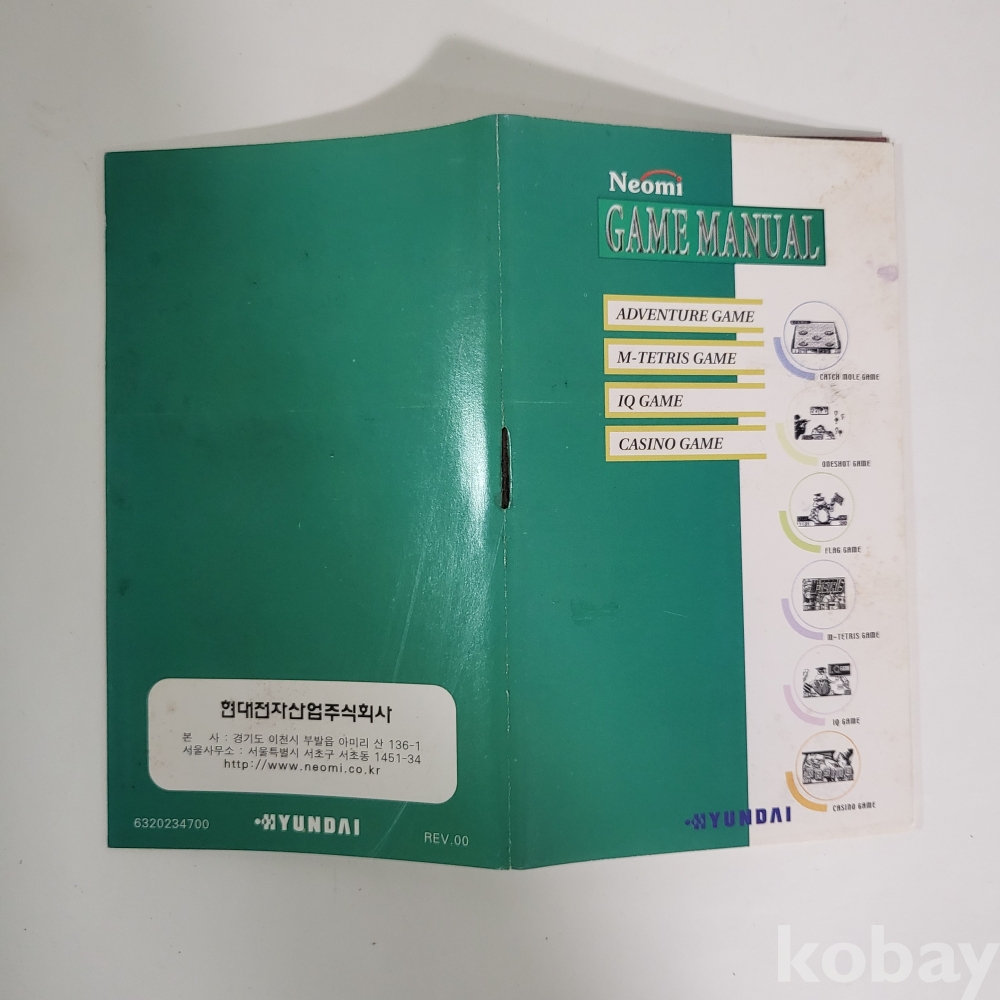 Neomi
GAME MANUAL
ADVENTURE GAME
M-TETRIS GAME
IQ GAME
CASINO GAME
CATCH MOLE GAME
ONESHOT GAME
FLAG GAME
M-TETRIS GAME
IQ GAME
CASINO GAME
HYUNDAI
현대전자산업주식회사
본 사 : 경기도 이천시 부발읍 아미리 산 136-1
서울사무소 : 서울특별시 서초구 서초동 1451-34
http://www.neomi.co.kr
6320234700
HYUNDAI
REV.00
kobay